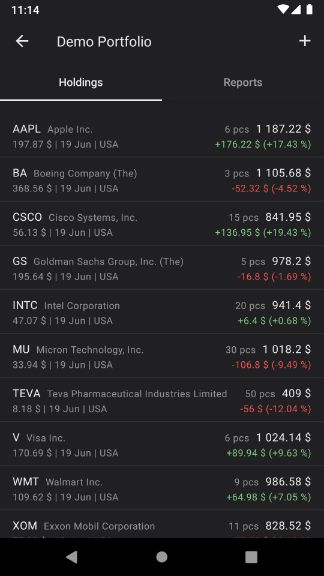 11:14
Demo Portfolio
Holdings Reports
AAPL Apple Inc. 6 pcs 1 187.22 $
197.87 $ | 19 Jun | USA +176.22 $ (+17.43 %)
BA Boeing Company (The) 3 pcs 1 105.68 $
368.56 $ | 19 Jun | USA -52.32 $ (-4.52 %)
CSCO Cisco Systems, Inc. 15 pcs 841.95 $
56.13 $ | 19 Jun | USA +136.95 $ (+19.43 %)
GS Goldman Sachs Group, Inc. (The) 5 pcs 978.2 $
195.64 $ | 19 Jun | USA -16.8 $ (-1.69 %)
INTC Intel Corporation 20 pcs 941.4 $
47.07 $ | 19 Jun | USA +6.4 $ (+0.68 %)
MU Micron Technology, Inc. 30 pcs 1 018.2 $
33.94 $ | 19 Jun | USA -106.8 $ (-9.49 %)
TEVA Teva Pharmaceutical Industries Limited 50 pcs 409 $
8.18 $ | 19 Jun | USA -56 $ (-12.04 %)
V Visa Inc. 6 pcs 1 024.14 $
170.69 $ | 19 Jun | USA +89.94 $ (+9.63 %)
WMT Walmart Inc. 9 pcs 986.58 $
109.62 $ | 19 Jun | USA +64.98 $ (+7.05 %)
XOM Exxon Mobil Corporation 11 pcs 828.52 $